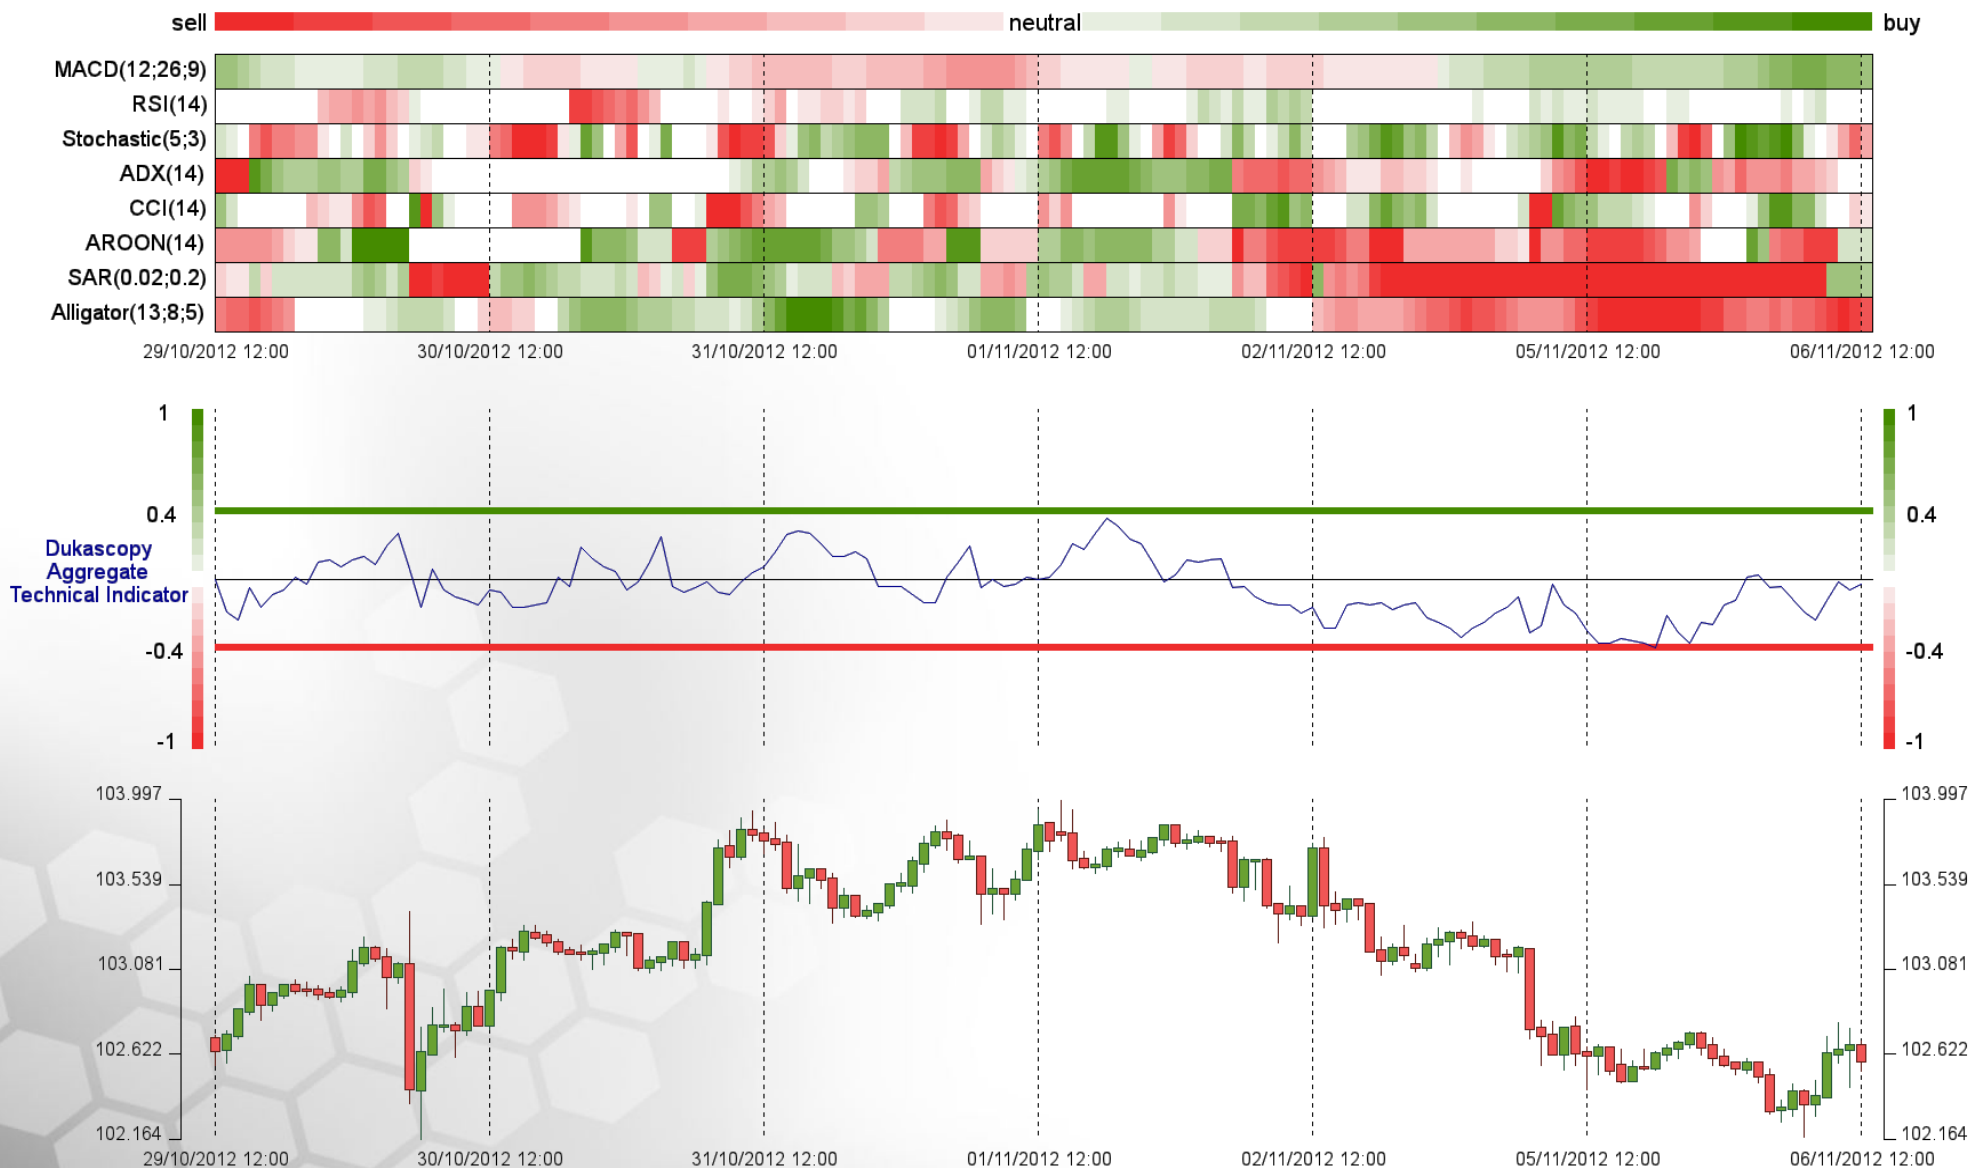 sell neutral buy
MACD(12;26;9)
RSI(14)
Stochastic(5;3)
ADX(14)
CCI(14)
AROON(14)
SAR(0.02;0.2)
Alligator(13;8;5)
29/10/2012 12:00 30/10/2012 12:00 31/10/2012 12:00 01/11/2012 12:00 02/11/2012 12:00 05/11/2012 12:00 06/11/2012 12:00
1 1
0.4 0.4
Dukascopy
Aggregate
Technical Indicator
-0.4 -0.4
-1 -1
103.997 103.997
103.539 103.539
103.081 103.081
102.622 102.622
102.164 102.164
29/10/2012 12:00 30/10/2012 12:00 31/10/2012 12:00 01/11/2012 12:00 02/11/2012 12:00 05/11/2012 12:00 06/11/2012 12:00